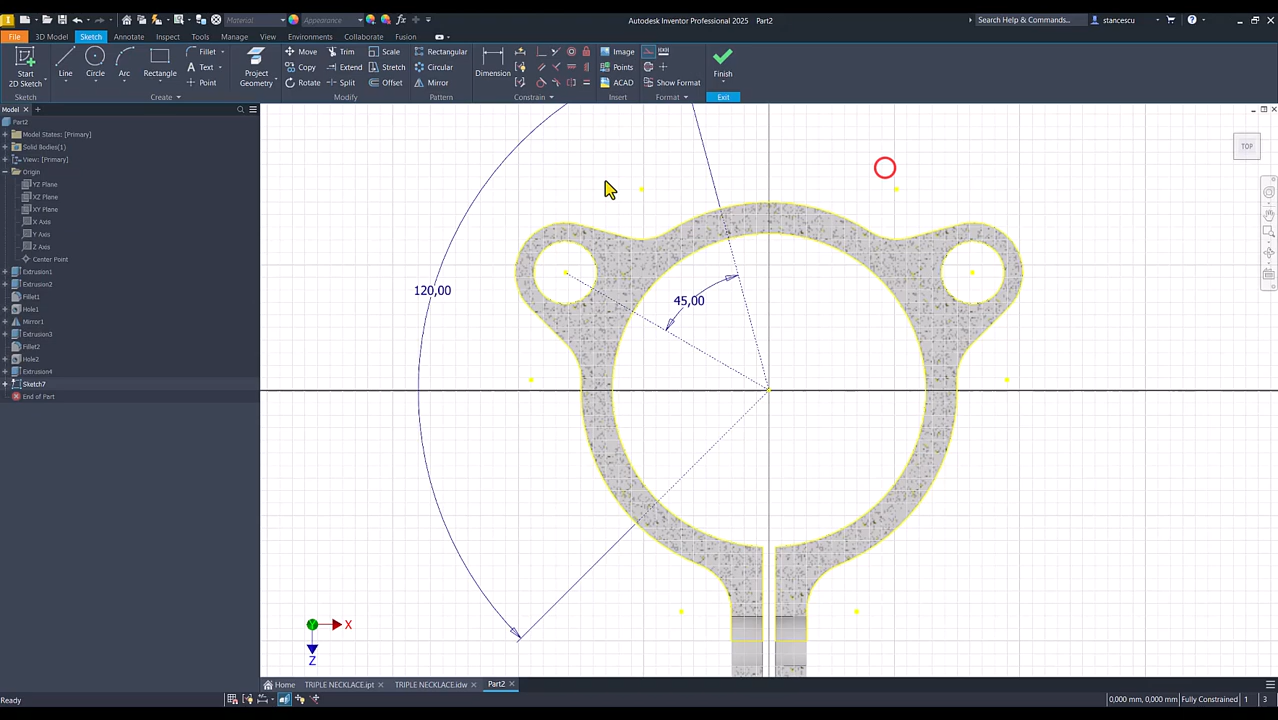 Material
Appearance
Autodesk Inventor Professional 2025 Part2
Search Help & Commands...
stancescu
File
3D Model
Sketch
Annotate
Inspect
Tools
Manage
View
Environments
Collaborate
Fusion
Start
2D Sketch
Line
Circle
Arc
Rectangle
Fillet
Text
Point
Project
Geometry
Move
Trim
Scale
Copy
Extend
Stretch
Rotate
Split
Offset
Rectangular
Circular
Mirror
Dimension
Image
Points
ACAD
Show Format
Finish
Create
Modify
Pattern
Constrain
Insert
Format
Exit
Model
Part2
Model States: [Primary]
Solid Bodies(1)
View: [Primary]
Origin
YZ Plane
XZ Plane
XY Plane
X Axis
Y Axis
Z Axis
Center Point
Extrusion1
Extrusion2
Fillet1
Hole1
Mirror1
Extrusion3
Fillet2
Hole2
Extrusion4
Sketch7
End of Part
TOP
120,00
45,00
Y
X
Z
Home
TRIPLE NECKLACE.ipt
TRIPLE NECKLACE.idw
Part2
Ready
0,000 mm, 0,000 mm
Fully Constrained
1
3